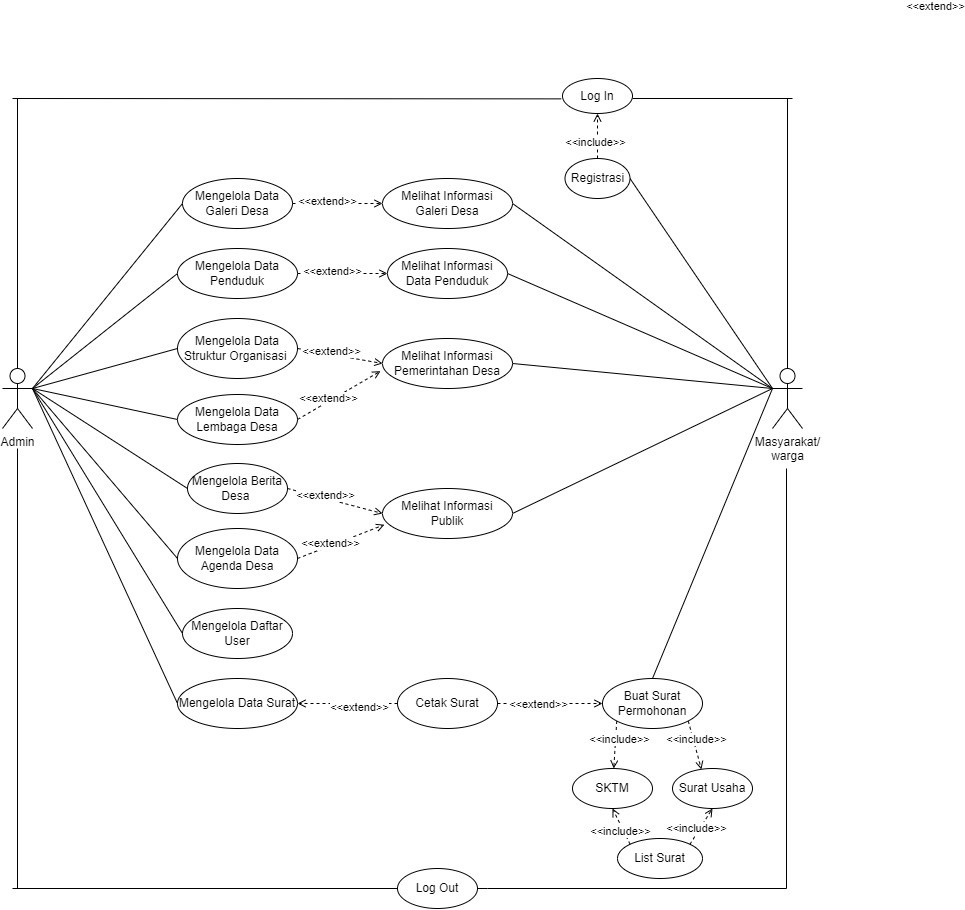 <<extend>>
Log In
<<include>>
Registrasi
Mengelola Data
Galeri Desa
<<extend>>
Melihat Informasi
Galeri Desa
Mengelola Data
Penduduk
<<extend>>
Melihat Informasi
Data Penduduk
Mengelola Data
Struktur Organisasi
<<extend>>
Melihat Informasi
Pemerintahan Desa
Mengelola Data
Lembaga Desa
<<extend>>
Admin
Masyarakat/
warga
Mengelola Berita
Desa
<<extend>>
Melihat Informasi
Publik
Mengelola Data
Agenda Desa
<<extend>>
Mengelola Daftar
User
Mengelola Data Surat
<<extend>>
Cetak Surat
<<extend>>
Buat Surat
Permohonan
<<include>>
<<include>>
SKTM
Surat Usaha
<<include>>
<<include>>
List Surat
Log Out